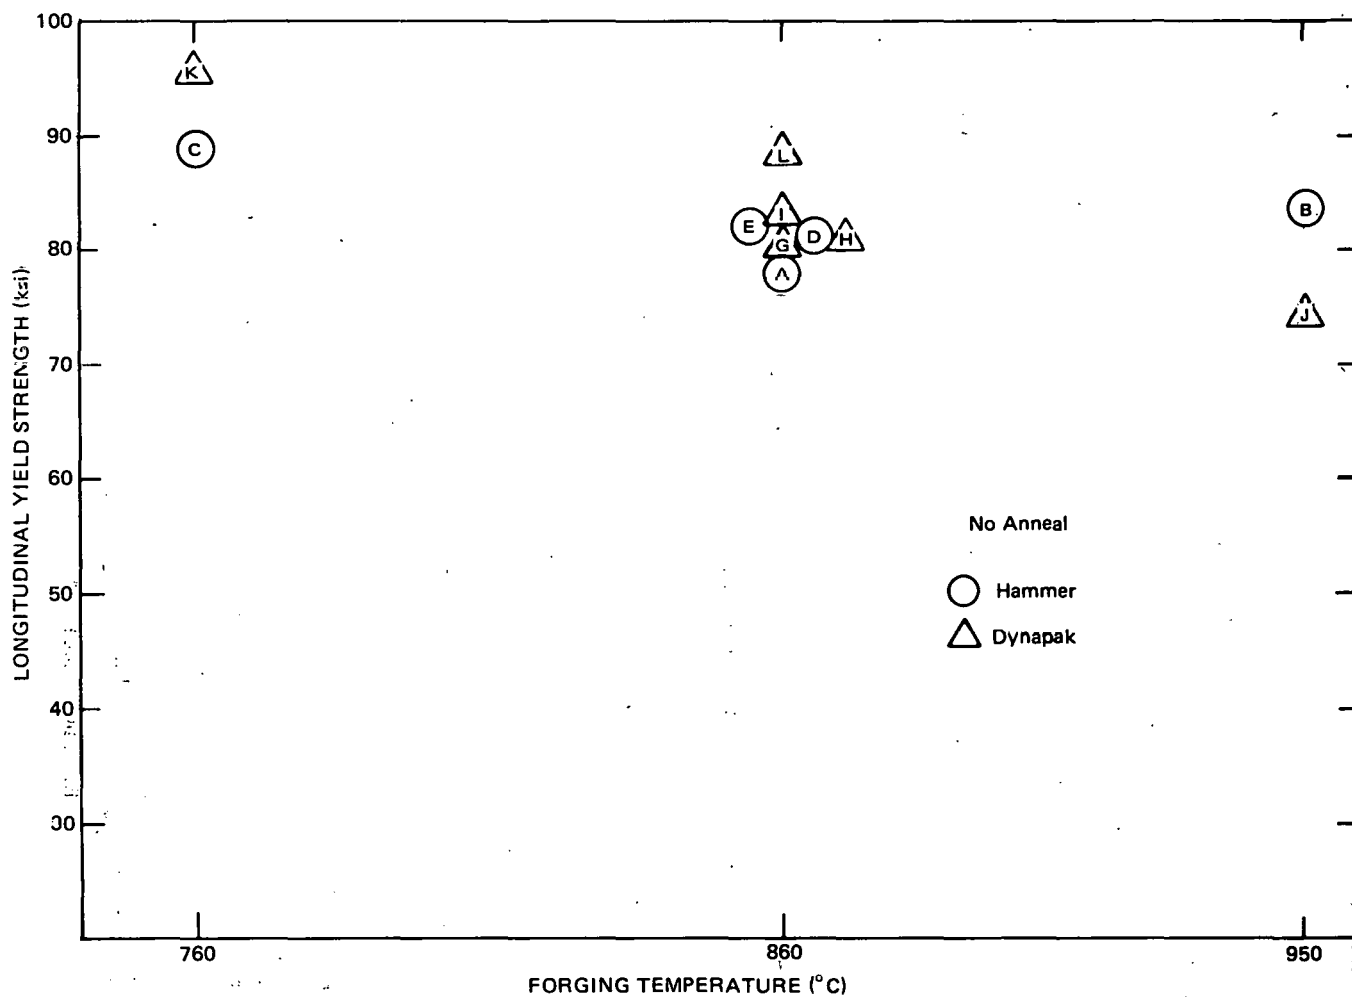 100
K
90
C
L
I
E
D
H
B
80
G
A
J
70
60
No Anneal
50
Hammer
Dynapak
40
30
760
860
950
FORGING TEMPERATURE (°C)
LONGITUDINAL YIELD STRENGTH (ksi)